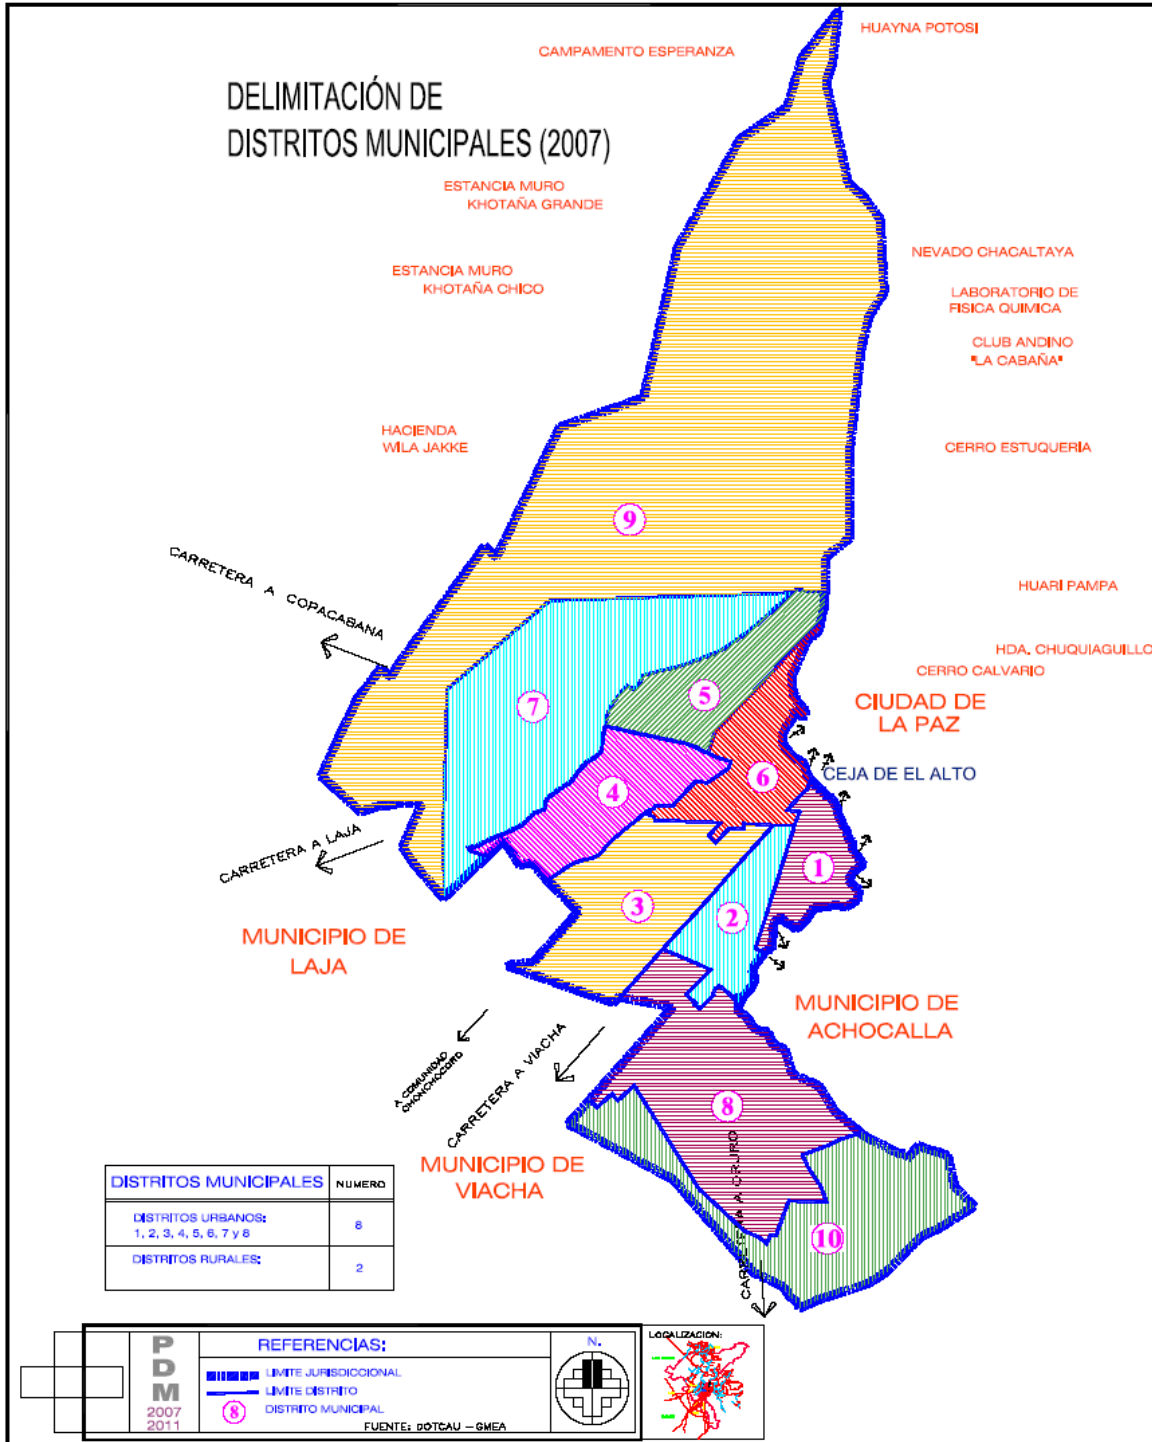 HUAYNA POTOSI
CAMPAMENTO ESPERANZA
DELIMITACIÓN DE
DISTRITOS MUNICIPALES (2007)
ESTANCIA MURO
KHOTAÑA GRANDE
NEVADO CHACALTAYA
ESTANCIA MURO
KHOTAÑA CHICO
LABORATORIO DE
FISICA QUIMICA
CLUB ANDINO
"LA CABAÑA"
HACIENDA
WILA JAKKE
CERRO ESTUQUERIA
9
CARRETERA A COPACABANA
HUARI PAMPA
HDA. CHUQUIAGUILLO
CERRO CALVARIO
5
7
CIUDAD DE
LA PAZ
6
CEJA DE EL ALTO
4
CARRETERA A LAJA
1
3
2
MUNICIPIO DE
LAJA
MUNICIPIO DE
ACHOCALLA
A COMUNIDAD
CHONCHOCORO
CARRETERA A VIACHA
8
MUNICIPIO DE
VIACHA
CARRETERA A ORURO
10
DISTRITOS MUNICIPALES NUMERO
DISTRITOS URBANOS:
1, 2, 3, 4, 5, 6, 7 y 8
8
DISTRITOS RURALES:
2
PDM
2007
2011
REFERENCIAS:
LIMITE JURISDICCIONAL
LIMITE DISTRITO
8 DISTRITO MUNICIPAL
FUENTE: DOTCAU - GMEA
N.
LOCALIZACION: